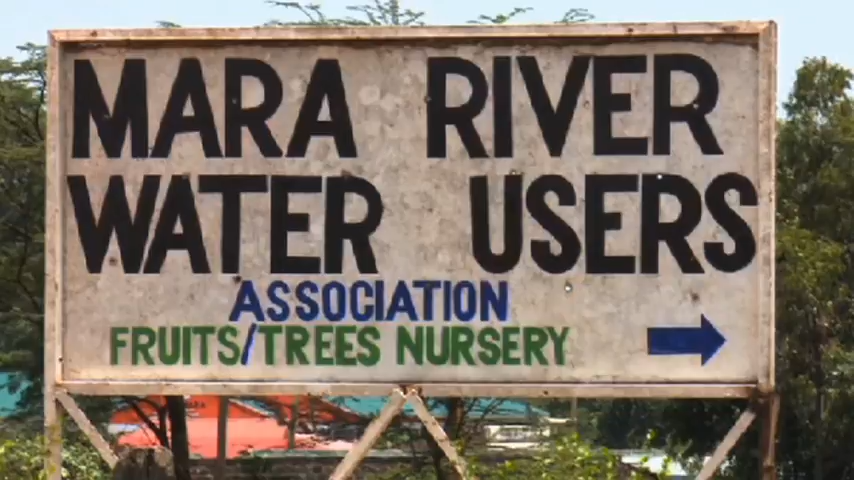 MARA RIVER
WATER USERS
ASSOCIATION
FRUITS/TREES NURSERY